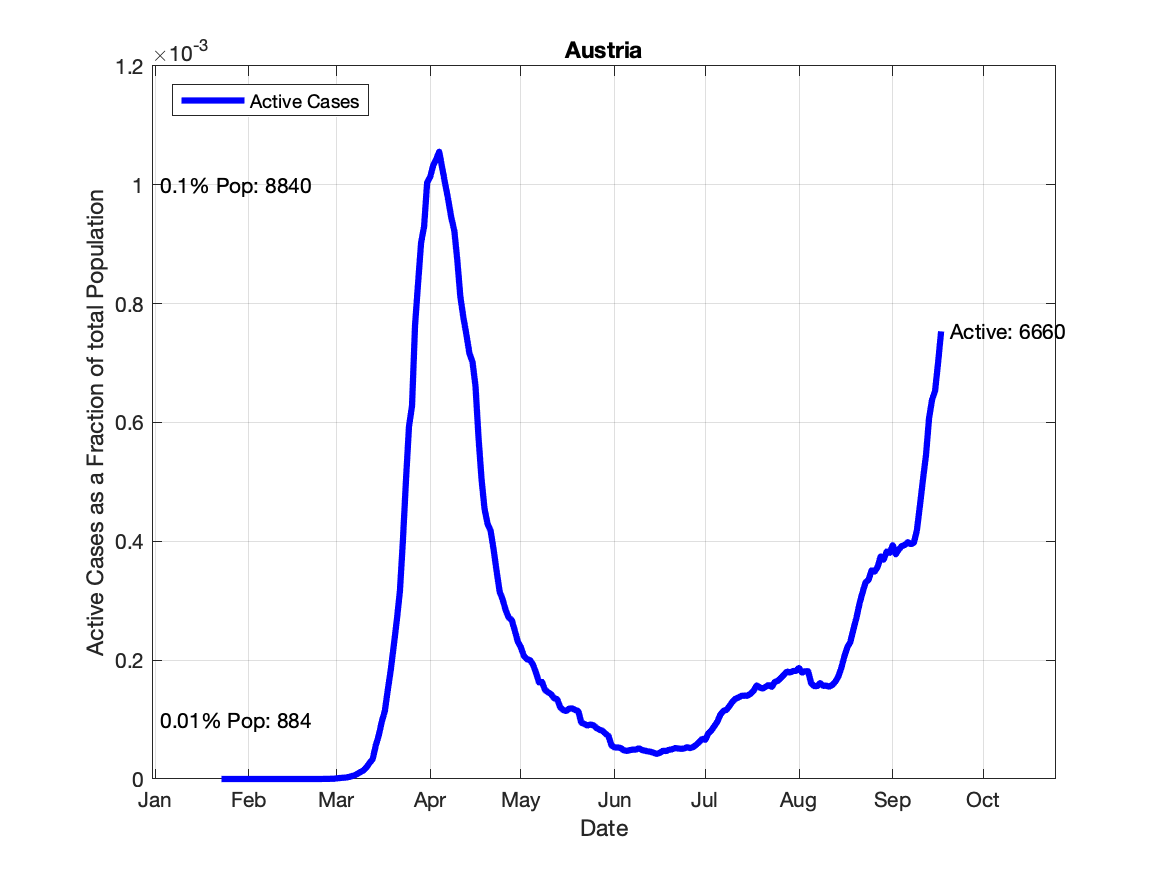 Austria
×10-3
1.2
Active Cases
1
0.1% Pop: 8840
0.8
Active: 6660
0.6
0.4
0.2
0.01% Pop: 884
0
Jan Feb Mar Apr May Jun Jul Aug Sep Oct
Date
Active Cases as a Fraction of total Population